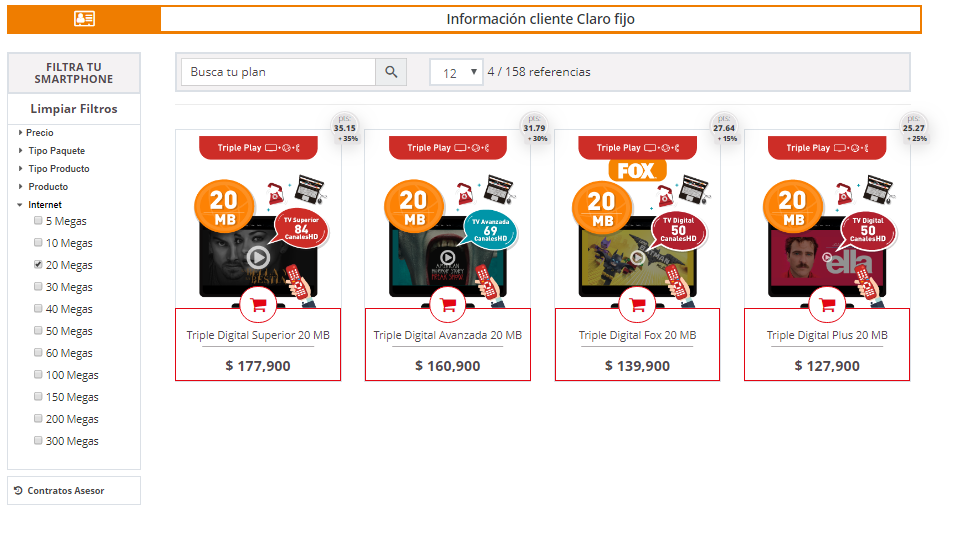 Información cliente Claro fijo
FILTRA TU
SMARTPHONE
Limpiar Filtros
Precio
Tipo Paquete
Tipo Producto
Producto
Internet
5 Megas
10 Megas
20 Megas
30 Megas
40 Megas
50 Megas
60 Megas
100 Megas
150 Megas
200 Megas
300 Megas
Contratos Asesor
Busca tu plan
12
4 / 158 referencias
pts:
35.15
+ 35%
Triple Play
20
MB
TV Superior
84
CanalesHD
Triple Digital Superior 20 MB
$ 177,900
pts:
31.79
+ 30%
Triple Play
20
MB
TV Avanzada
69
CanalesHD
AMERICAN
HORROR STORY
FREAK SHOW
Triple Digital Avanzada 20 MB
$ 160,900
pts:
27.64
+ 15%
Triple Play
FOX
20
MB
TV Digital
50
CanalesHD
Triple Digital Fox 20 MB
$ 139,900
pts:
25.27
+ 25%
Triple Play
20
MB
TV Digital
50
CanalesHD
ella
Triple Digital Plus 20 MB
$ 127,900